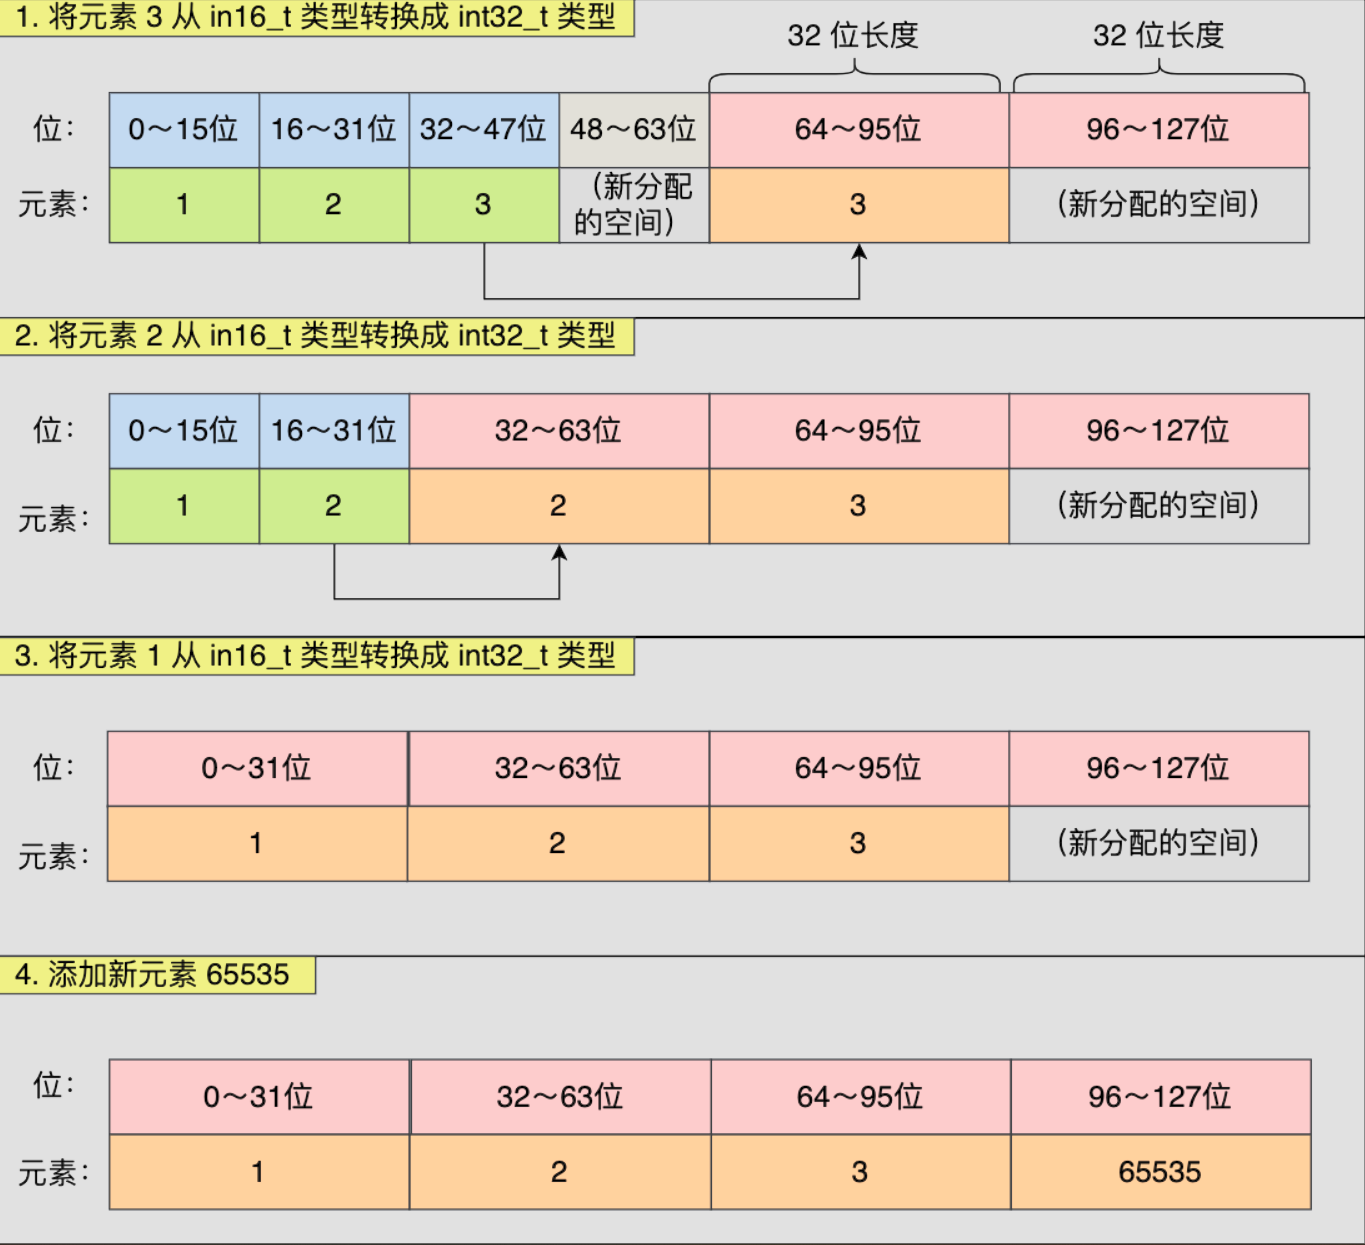 1. 将元素 3 从 in16_t 类型转换成 int32_t 类型
32 位长度 32 位长度
位： 0～15位 16～31位 32～47位 48～63位 64～95位 96～127位
元素： 1 2 3 （新分配的空间） 3 （新分配的空间）
2. 将元素 2 从 in16_t 类型转换成 int32_t 类型
位： 0～15位 16～31位 32～63位 64～95位 96～127位
元素： 1 2 2 3 （新分配的空间）
3. 将元素 1 从 in16_t 类型转换成 int32_t 类型
位： 0～31位 32～63位 64～95位 96～127位
元素： 1 2 3 （新分配的空间）
4. 添加新元素 65535
位： 0～31位 32～63位 64～95位 96～127位
元素： 1 2 3 65535